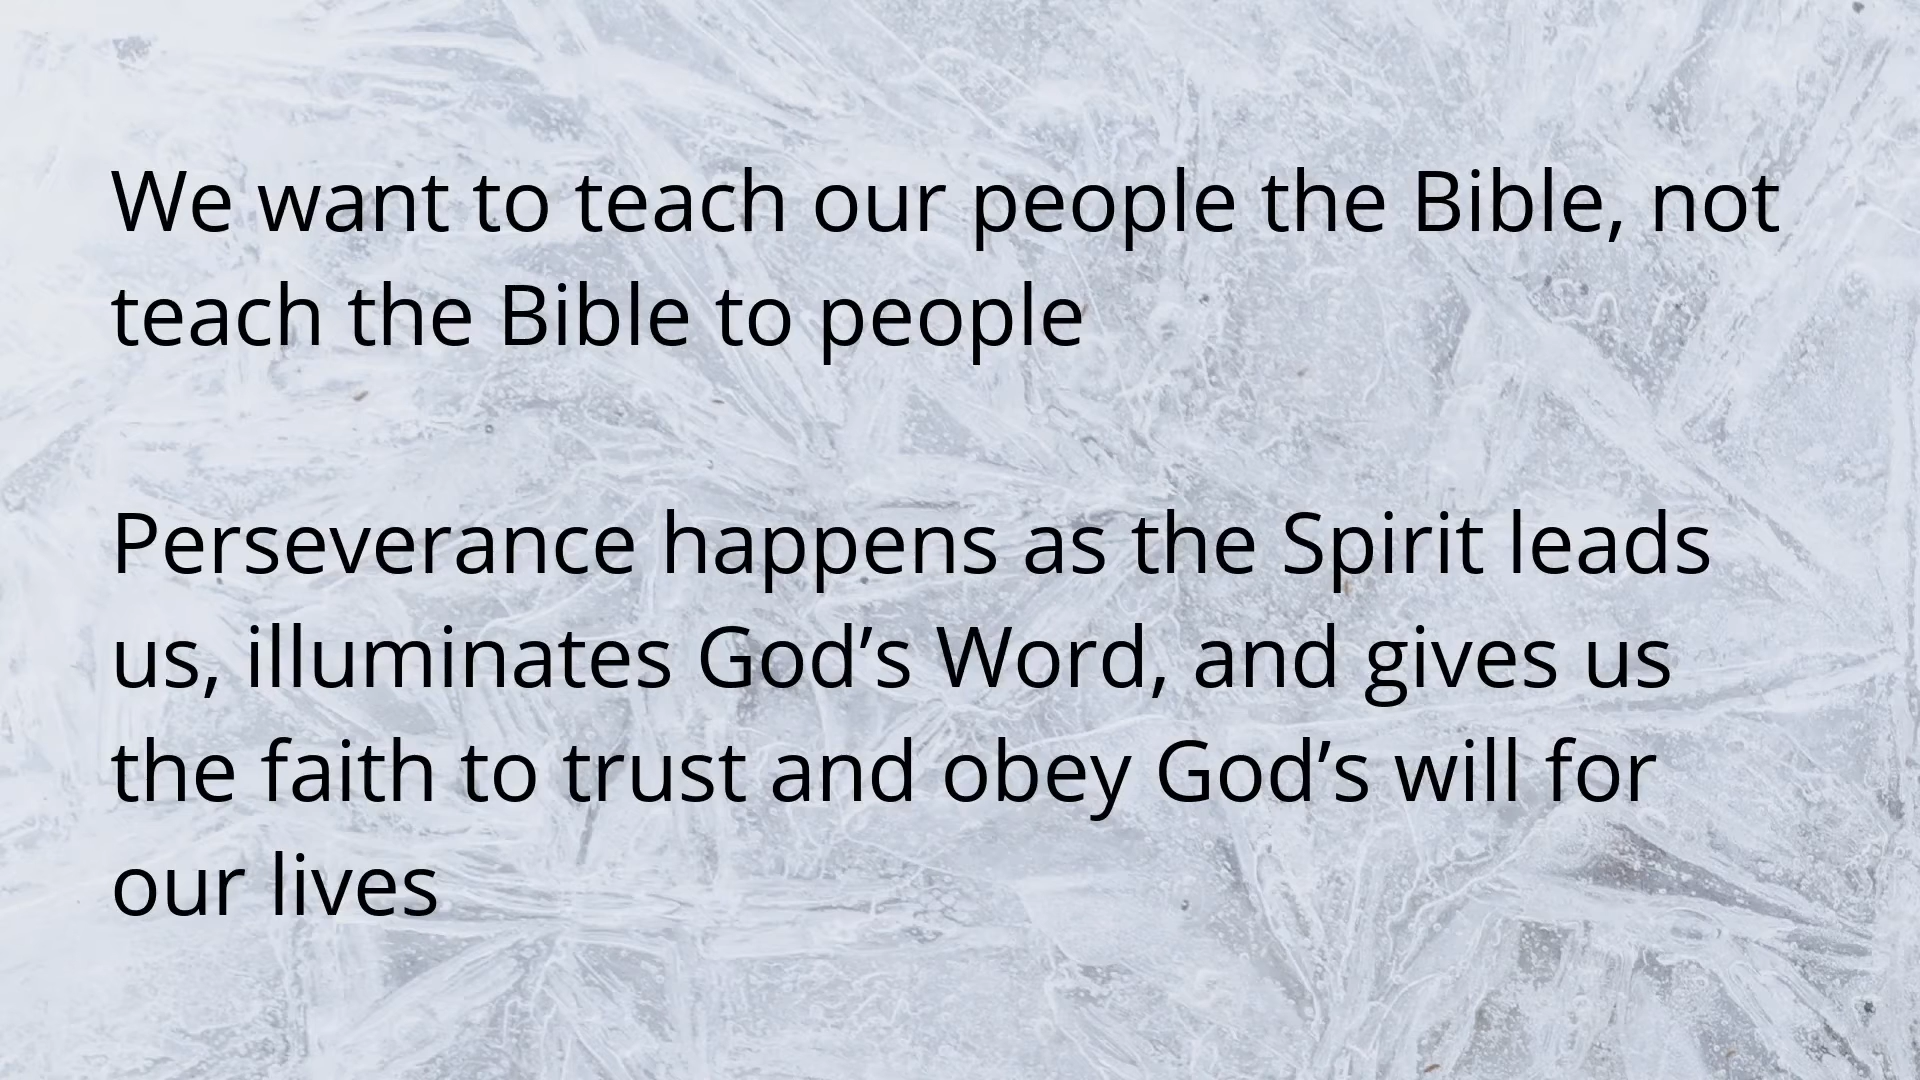 We want to teach our people the Bible, not
teach the Bible to people
Perseverance happens as the Spirit leads
us, illuminates God’s Word, and gives us
the faith to trust and obey God’s will for
our lives